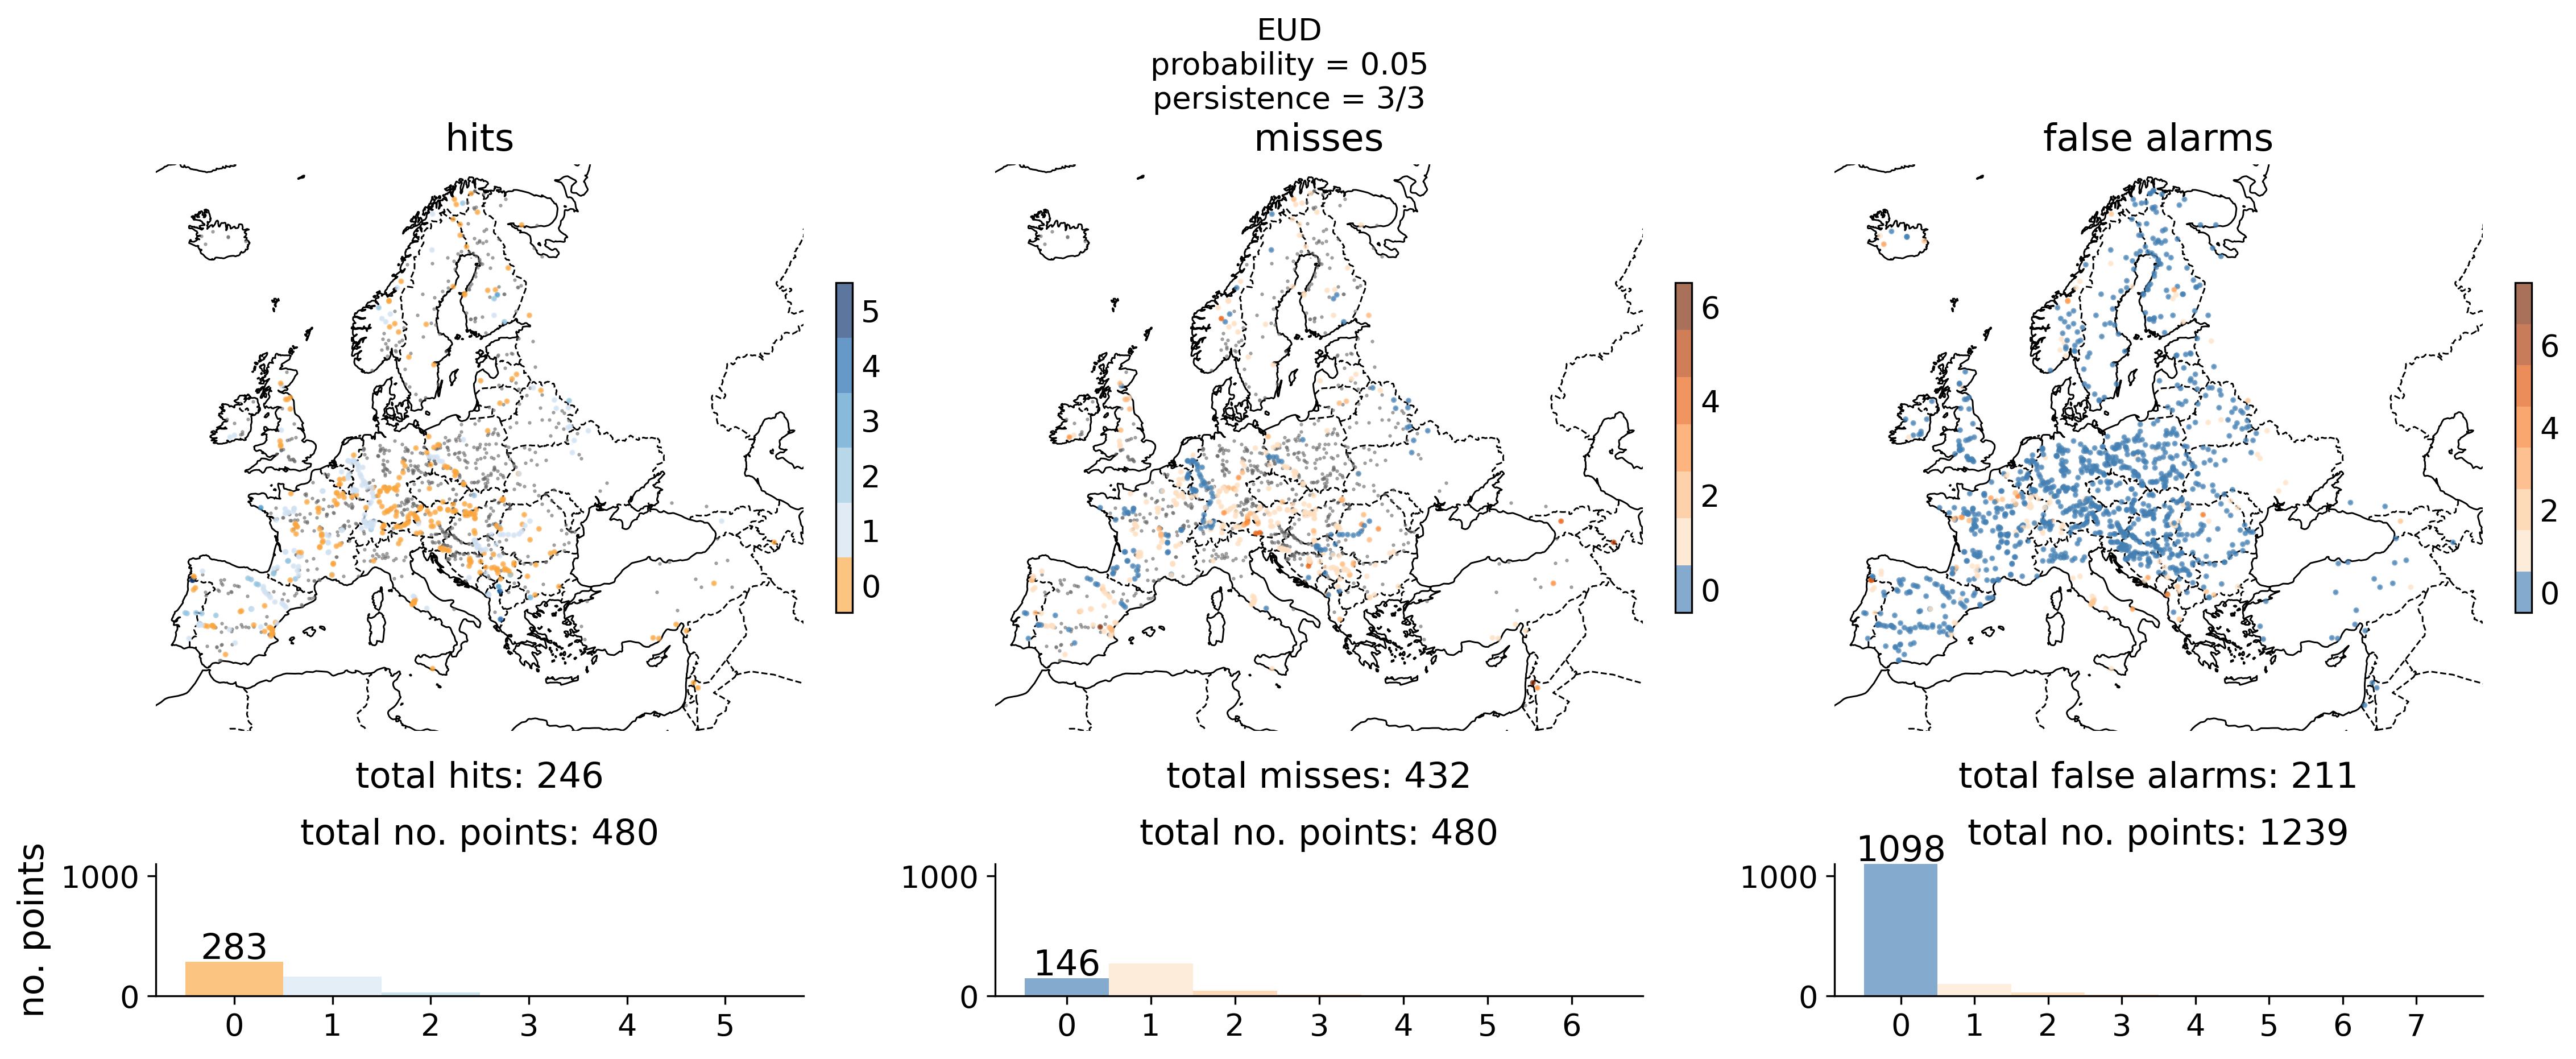 EUD
probability = 0.05
persistence = 3/3
hits
misses
false alarms
5
4
3
2
1
0
6
4
2
0
6
4
2
0
total hits: 246
total misses: 432
total false alarms: 211
total no. points: 480
total no. points: 480
total no. points: 1239
no. points
1000
0
283
0 1 2 3 4 5
1000
0
146
0 1 2 3 4 5 6
1000
0
1098
0 1 2 3 4 5 6 7